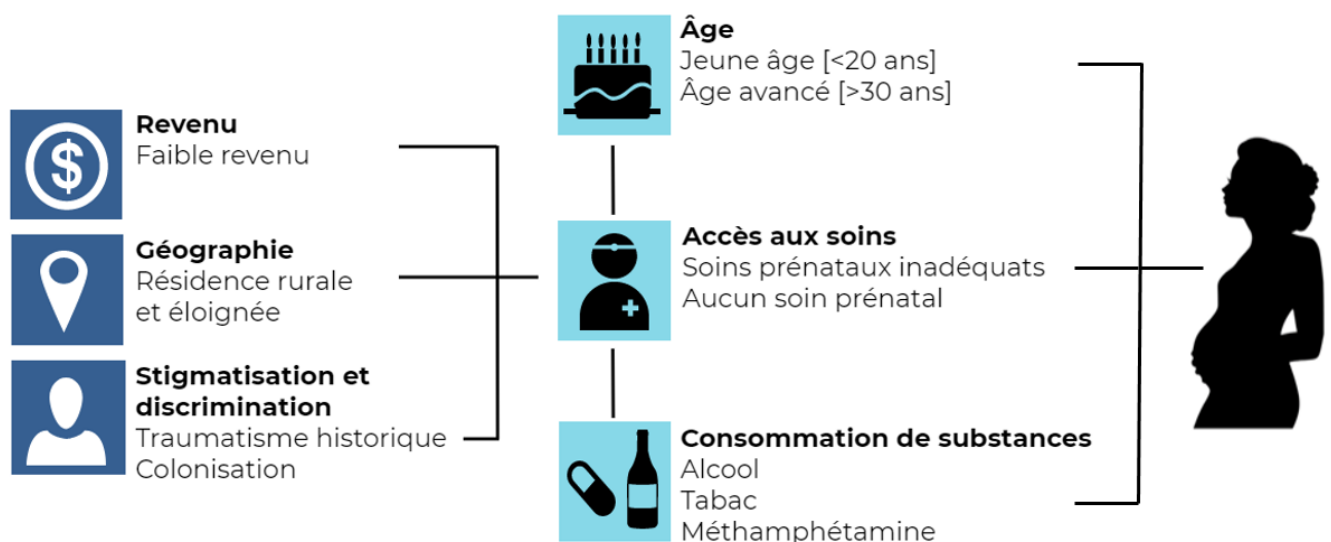 Revenu
Faible revenu
Géographie
Résidence rurale
et éloignée
Stigmatisation et
discrimination
Traumatisme historique
Colonisation
Âge
Jeune âge [<20 ans]
Âge avancé [>30 ans]
Accès aux soins
Soins prénataux inadéquats
Aucun soin prénatal
Consommation de substances
Alcool
Tabac
Méthamphétamine